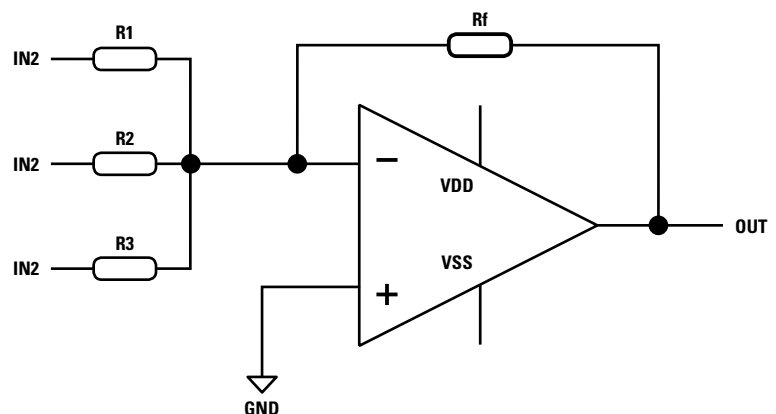 Rf
R1
IN2
R2
IN2
−
VDD
R3
IN2
OUT
VSS
+
GND